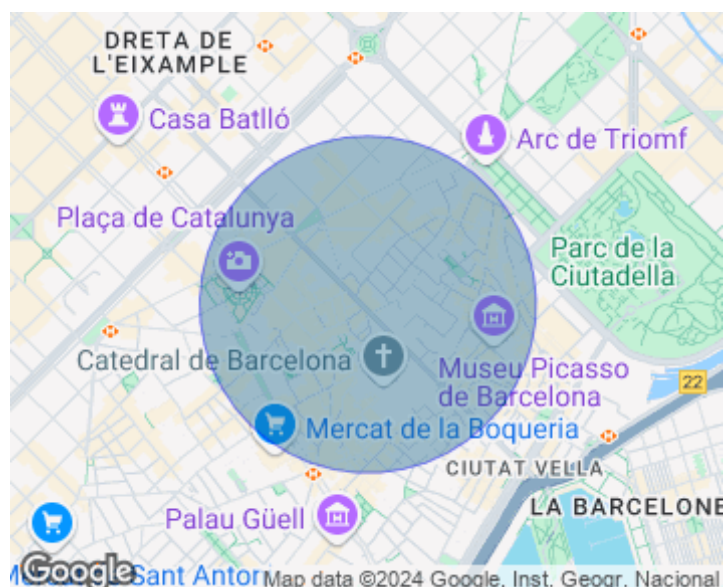 DRETA DE
L'EIXAMPLE
Casa Batlló
Arc de Triomf
Plaça de Catalunya
Parc de la
Ciutadella
Catedral de Barcelona
Museu Picasso
de Barcelona
22
Mercat de la Boqueria
CIUTAT VELLA
LA BARCELONE
Palau Güell
Google
Sant Antor
Map data ©2024 Google, Inst. Geogr. Nacional